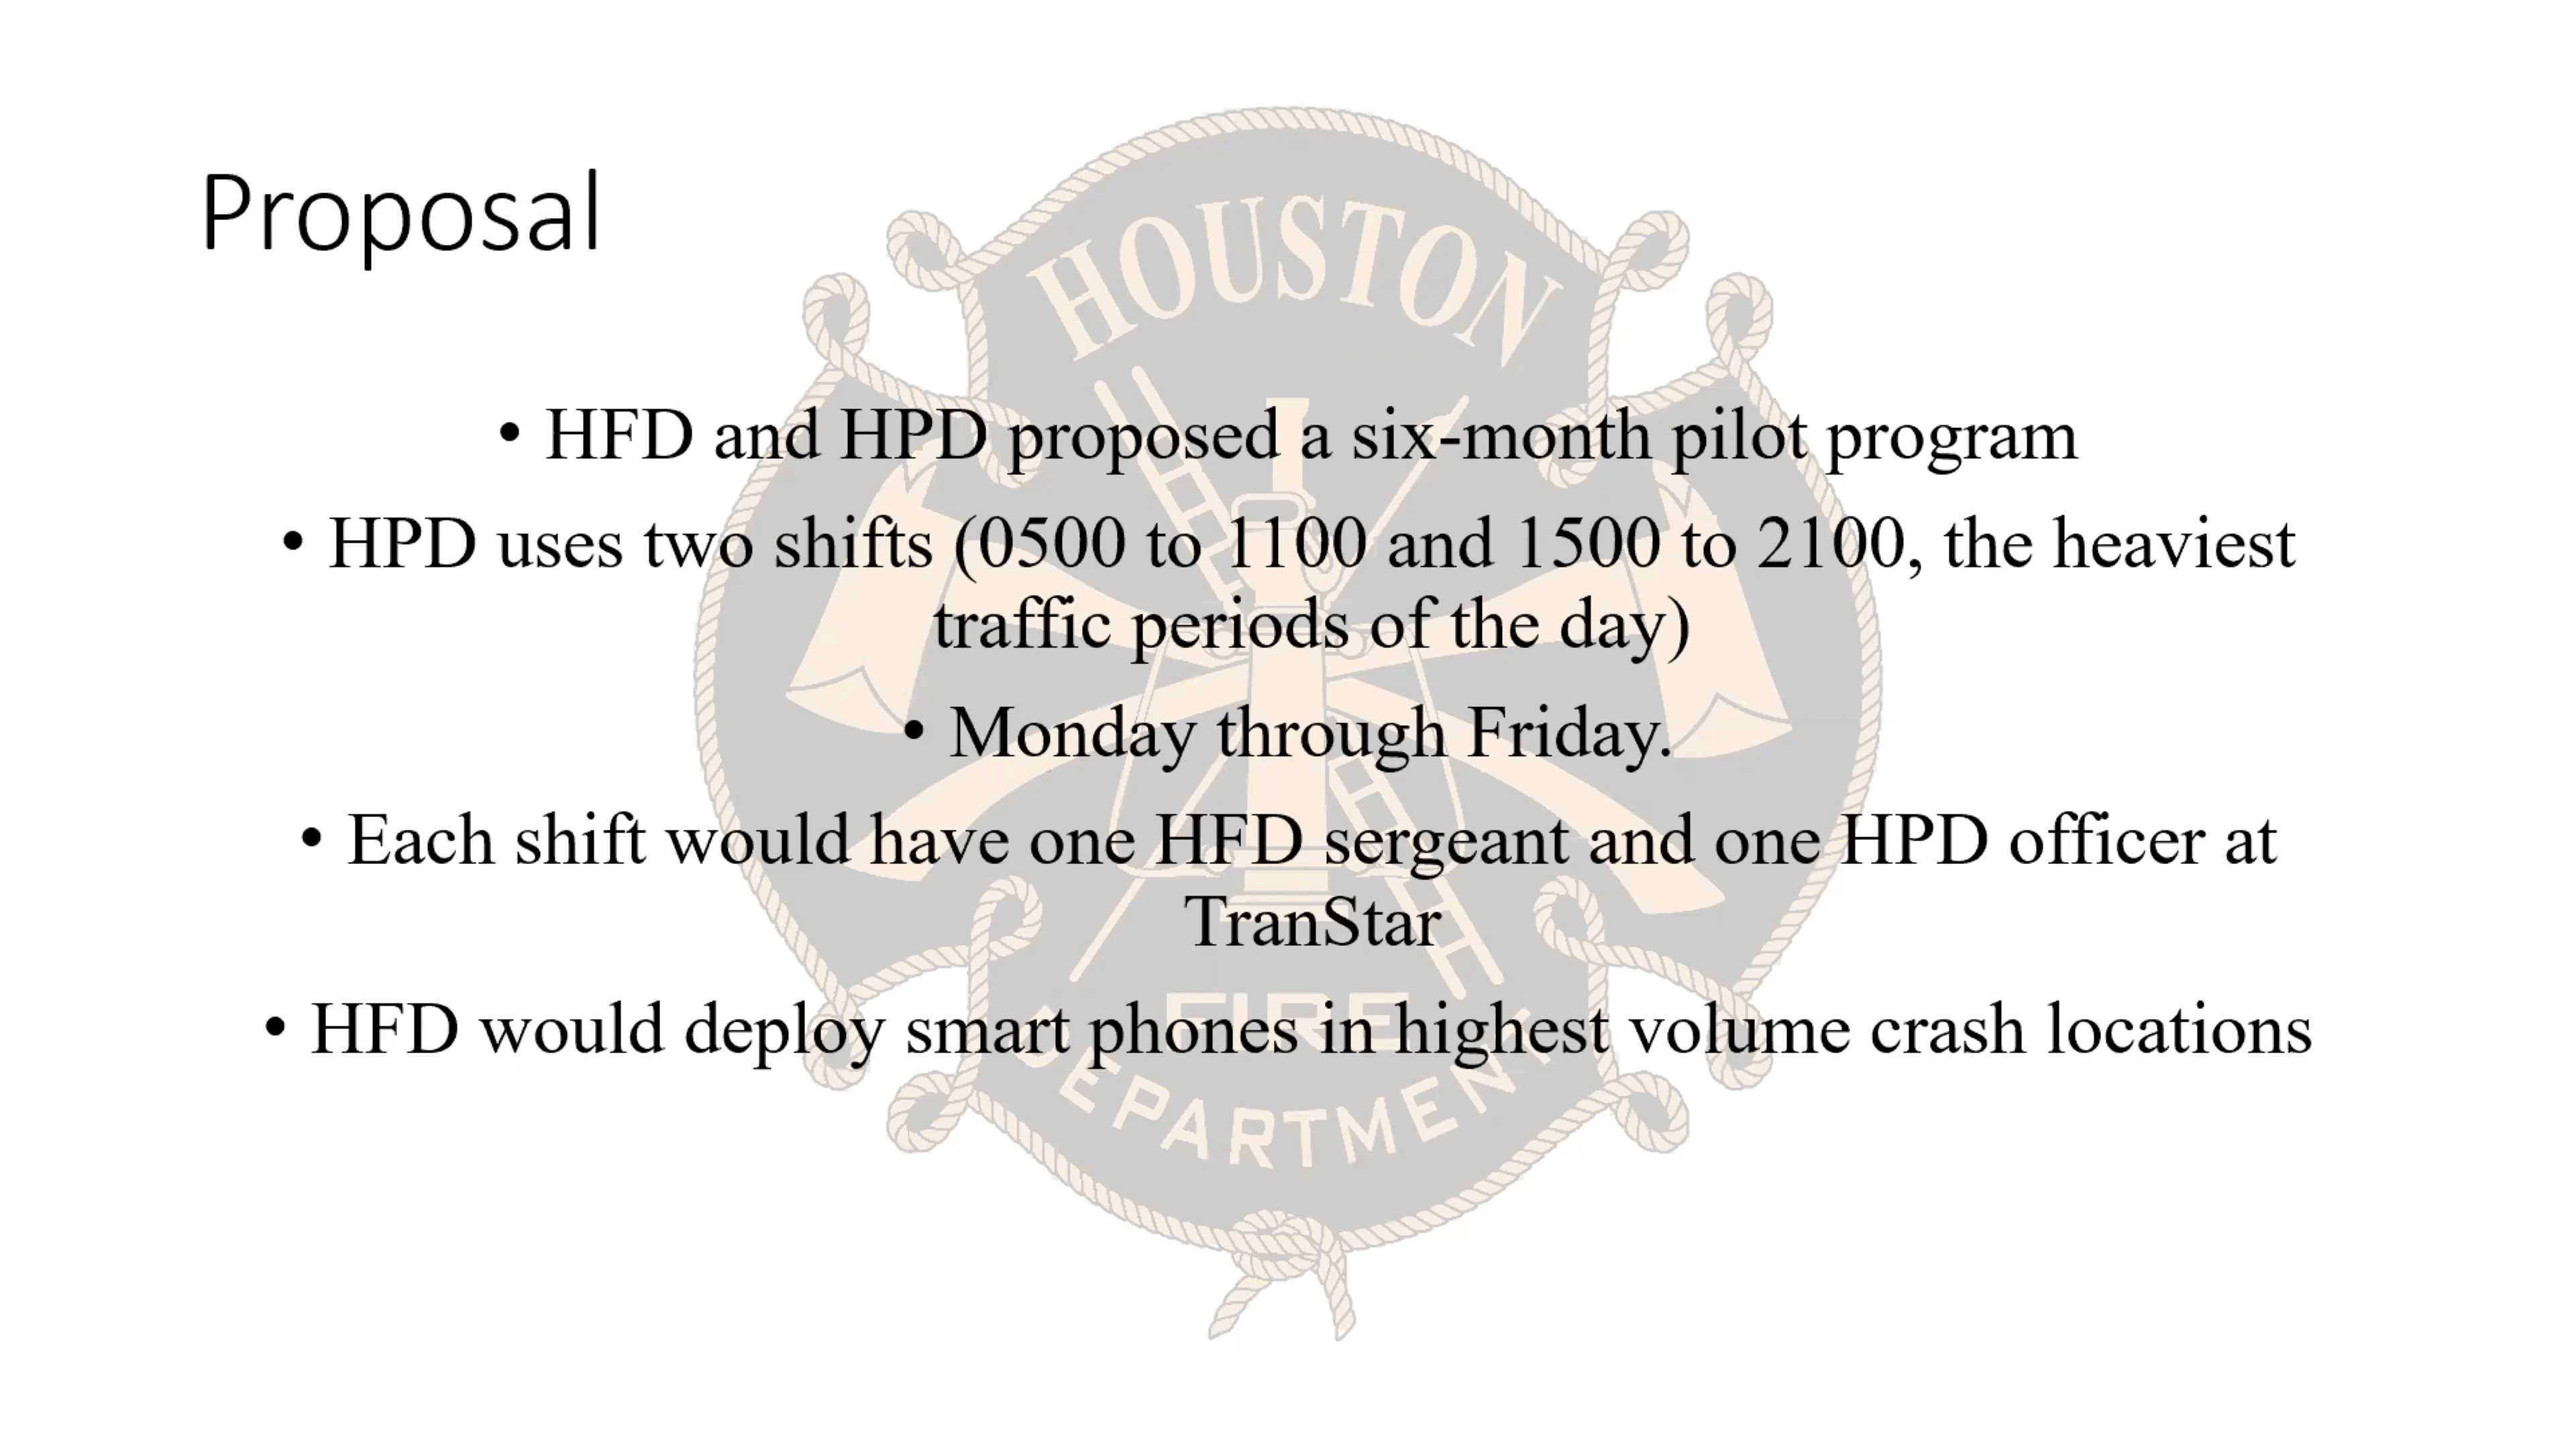 Proposal
HOUSTON
• HFD and HPD proposed a six-month pilot program
• HPD uses two shifts (0500 to 1100 and 1500 to 2100, the heaviest
traffic periods of the day)
• Monday through Friday.
• Each shift would have one HFD sergeant and one HPD officer at
TranStar
• HFD would deploy smart phones in highest volume crash locations
FIRE
DEPARTMENT